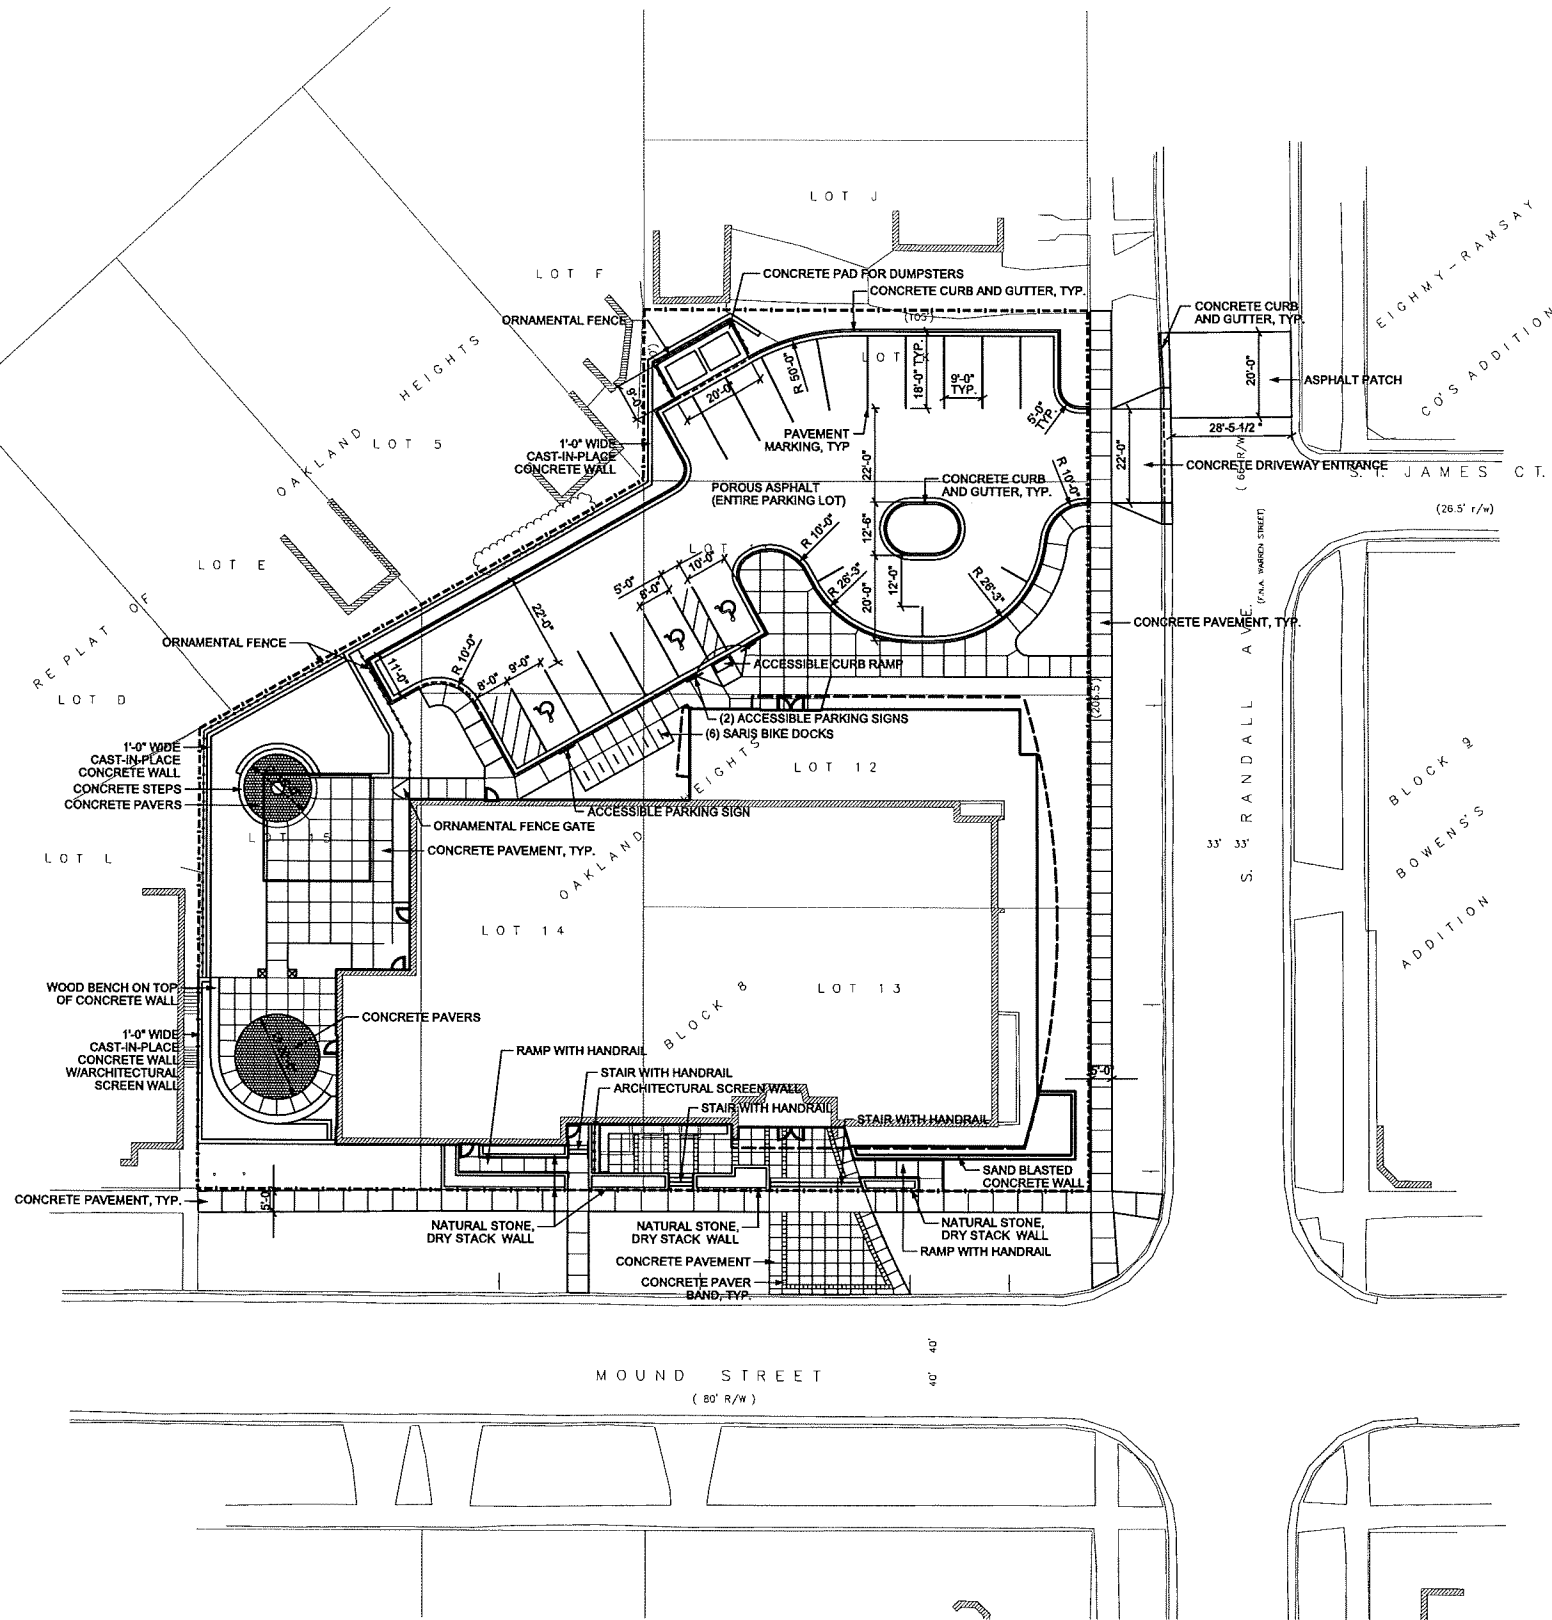 LOT J
LOT F
CONCRETE PAD FOR DUMPSTERS
CONCRETE CURB AND GUTTER, TYP.
ORNAMENTAL FENCE
(105')
CONCRETE CURB
AND GUTTER, TYP.
EIGHMY-RAMSAY
CO'S ADDITION
LOT
R 50'-0"
18'-0" TYP.
9'-0"
TYP.
20'-0"
20'-0"
ASPHALT PATCH
5'-0"
TYP.
28'-5 1/2"
OAKLAND HEIGHTS
LOT 5
PAVEMENT
MARKING, TYP
1'-0" WIDE
CAST-IN-PLACE
CONCRETE WALL
22'-0"
22'-0"
CONCRETE DRIVEWAY ENTRANCE
ST. JAMES CT.
(26.5' r/w)
R 10'-0"
CONCRETE CURB
AND GUTTER, TYP.
POROUS ASPHALT
(ENTIRE PARKING LOT)
12'-6"
R 10'-0"
LOT
10'-0"
5'-0"
8'-0"
R 26'-3"
12'-0"
20'-0"
R 26'-3"
LOT E
REPLAT OF
22'-0"
(F.N.A. WARREN STREET)
CONCRETE PAVEMENT, TYP.
ORNAMENTAL FENCE
11'-0"
R 10'-0"
9'-0"
8'-0"
ACCESSIBLE CURB RAMP
LOT D
(206.5')
(2) ACCESSIBLE PARKING SIGNS
(6) SARIS BIKE DOCKS
1'-0" WIDE
CAST-IN-PLACE
CONCRETE WALL
CONCRETE STEPS
CONCRETE PAVERS
LOT 12
BLOCK 9
BOWENS'S
ADDITION
ACCESSIBLE PARKING SIGN
ORNAMENTAL FENCE GATE
CONCRETE PAVEMENT, TYP.
LOT 15
LOT L
33' 33'
S. RANDALL AVE.
OAKLAND HEIGHTS
LOT 14
LOT 13
BLOCK 8
WOOD BENCH ON TOP
OF CONCRETE WALL
CONCRETE PAVERS
1'-0" WIDE
CAST-IN-PLACE
CONCRETE WALL
W/ARCHITECTURAL
SCREEN WALL
RAMP WITH HANDRAIL
STAIR WITH HANDRAIL
ARCHITECTURAL SCREEN WALL
STAIR WITH HANDRAIL
STAIR WITH HANDRAIL
5'-0"
SAND BLASTED
CONCRETE WALL
CONCRETE PAVEMENT, TYP.
5'-0"
NATURAL STONE,
DRY STACK WALL
NATURAL STONE,
DRY STACK WALL
NATURAL STONE,
DRY STACK WALL
RAMP WITH HANDRAIL
CONCRETE PAVEMENT
CONCRETE PAVER
BAND, TYP.
MOUND STREET
( 80' R/W )
40' 40'